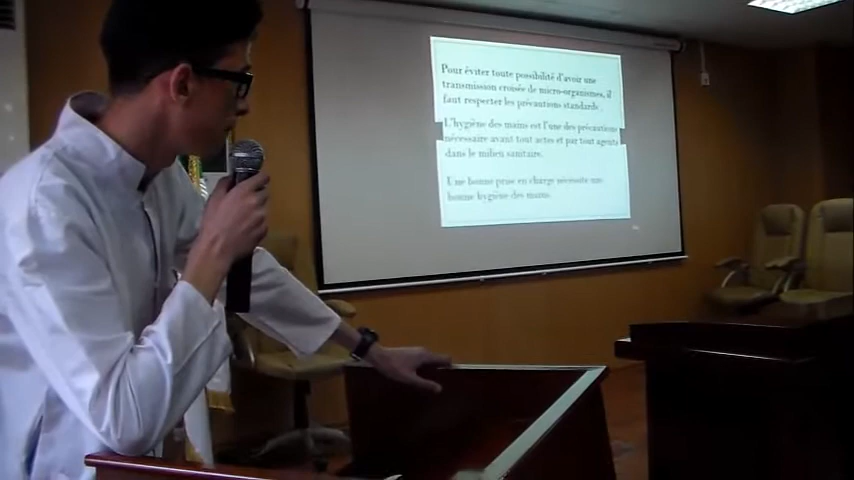 Pour éviter toute possibilité d'avoir une
transmission croisée de micro-organismes, il
faut respecter les précautions standards.
L'hygiène des mains est l'une des précautions
nécessaire avant tout actes et par tout agents
dans le milieu sanitaire.
Une bonne prise en charge nécessite une
bonne hygiène des mains.